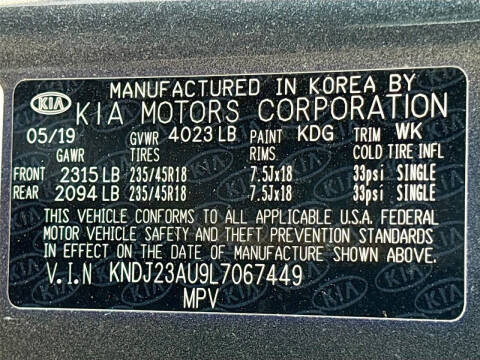 MANUFACTURED IN KOREA BY
KIA KIA MOTORS CORPORATION
05/19 GVWR 4023 LB PAINT KDG TRIM WK
GAWR TIRES RIMS COLD TIRE INFL
FRONT 2315 LB 235/45R18 7.5Jx18 33psi SINGLE
REAR 2094 LB 235/45R18 7.5Jx18 33psi SINGLE
THIS VEHICLE CONFORMS TO ALL APPLICABLE U.S.A. FEDERAL
MOTOR VEHICLE SAFETY AND THEFT PREVENTION STANDARDS
IN EFFECT ON THE DATE OF MANUFACTURE SHOWN ABOVE.
V.I.N KNDJ23AU9L7067449
MPV